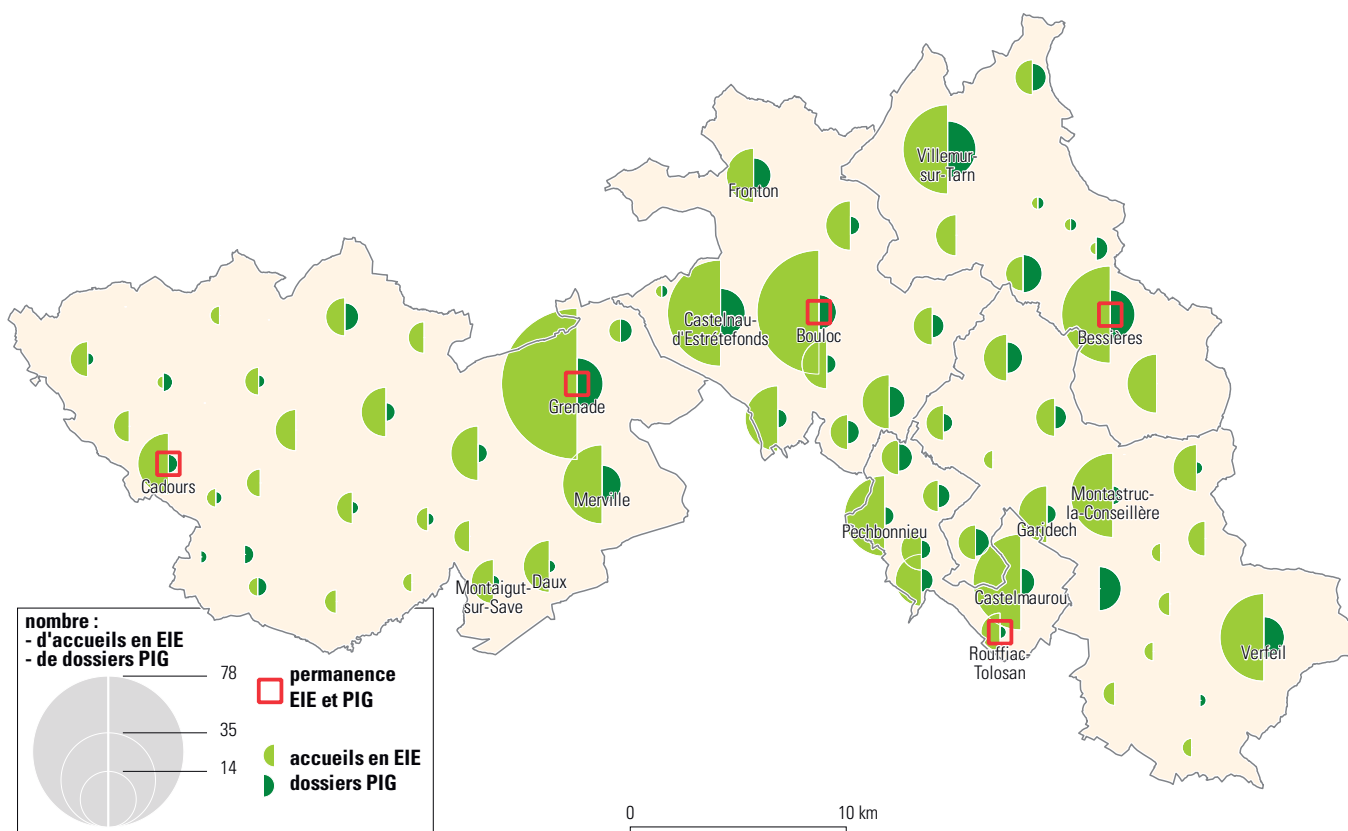 Villemur-
sur-Tarn
Fronton
Castelnau-
d'Estrétefonds
Bouloc
Bessières
Grenade
Cadours
Merville
Montastruc-
la-Conseillère
Garidech
Pechbonnieu
Montaigut-
sur-Save
Daux
Castelmaurou
Rouffiac-
Tolosan
Verfeil
nombre :
- d'accueils en EIE
- de dossiers PIG
78
35
14
permanence
EIE et PIG
accueils en EIE
dossiers PIG
0 10 km